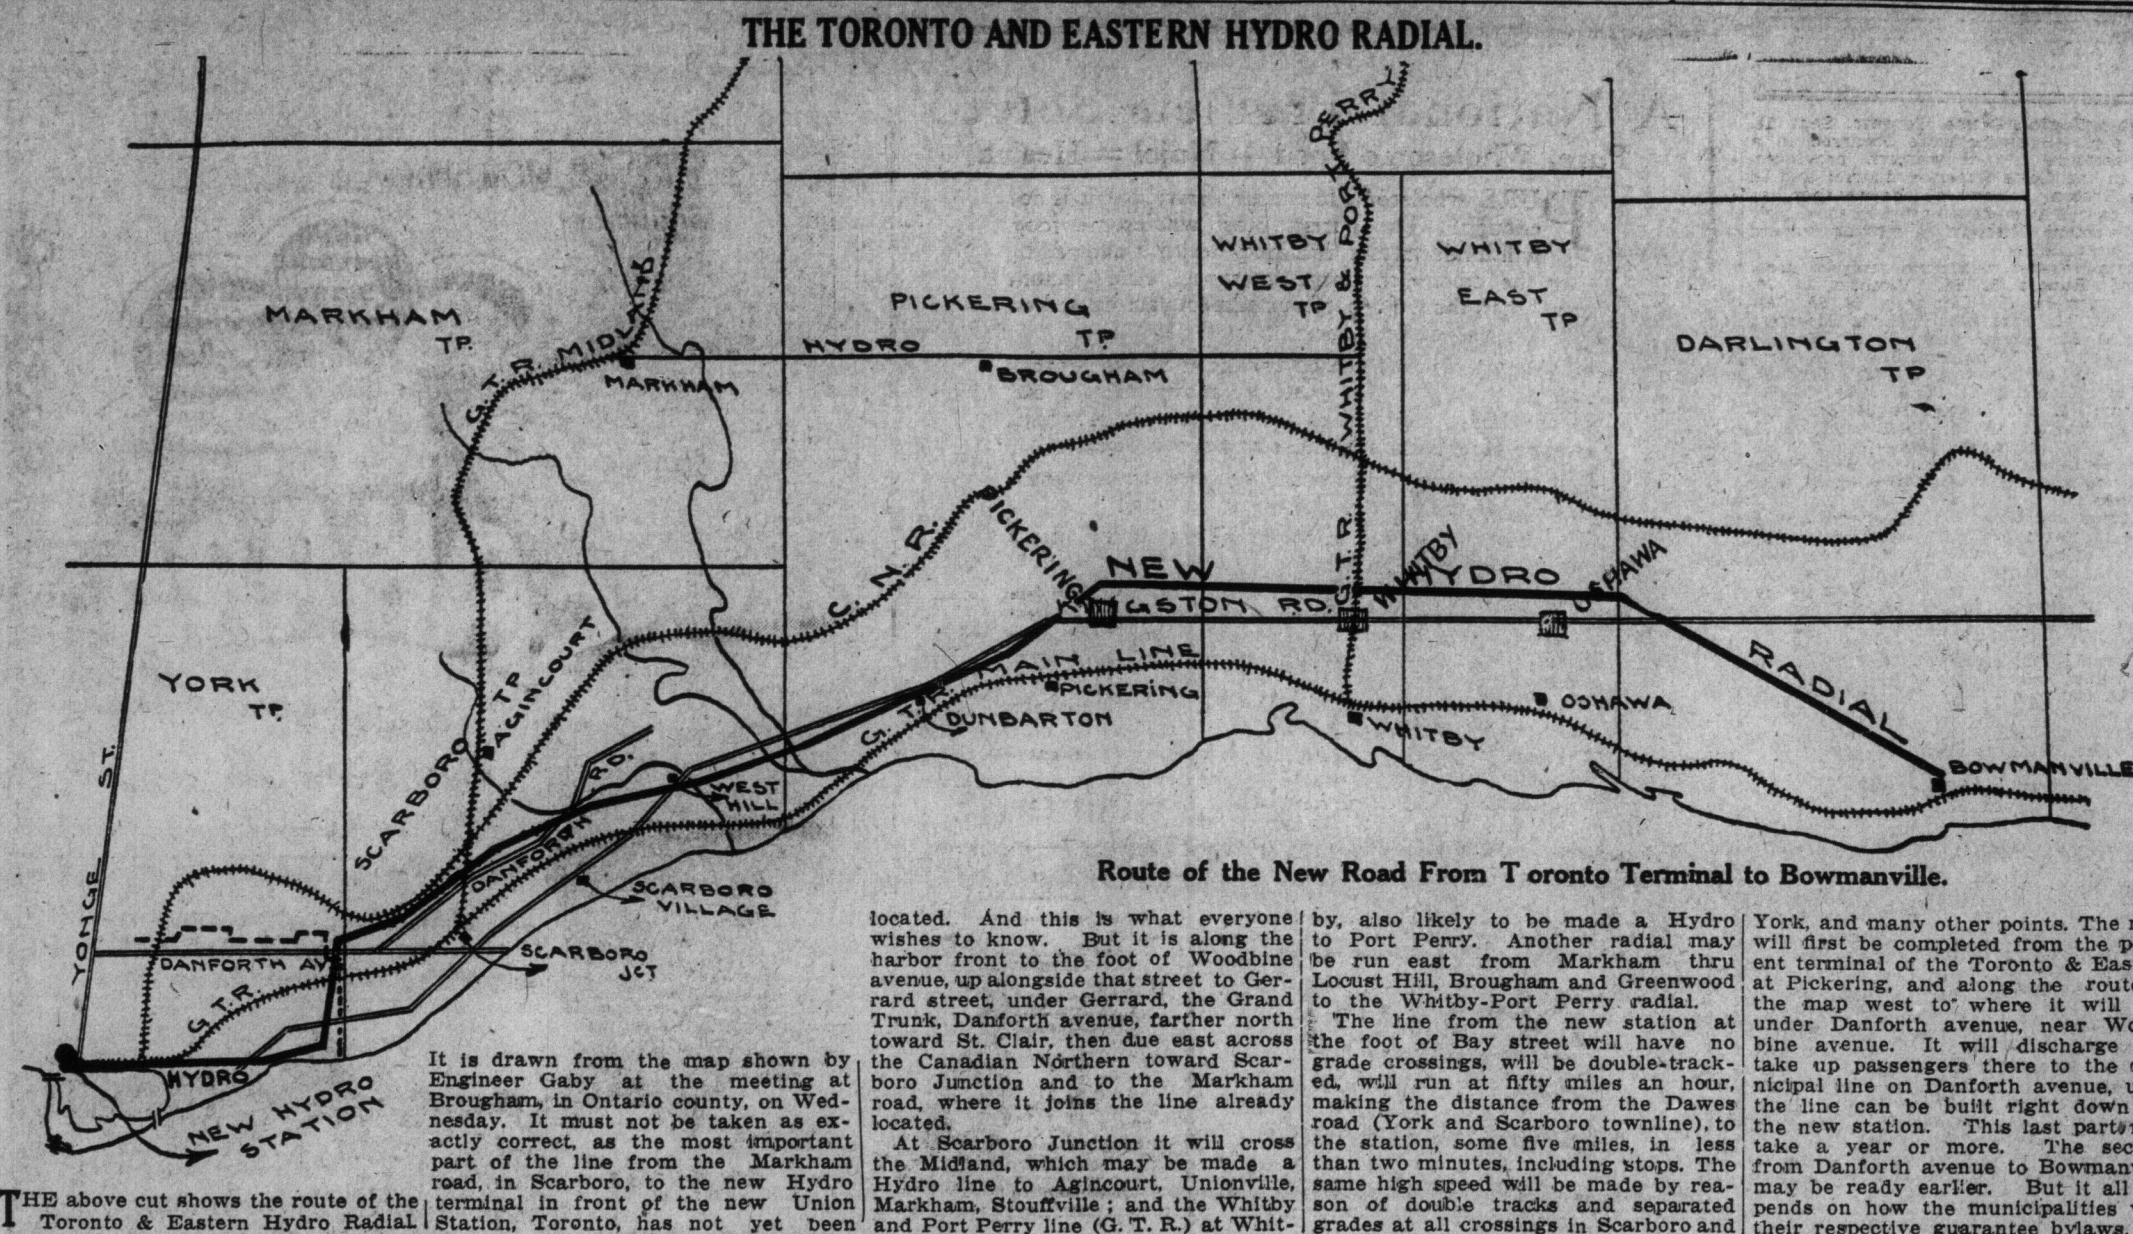 THE TORONTO AND EASTERN HYDRO RADIAL.
PORT PERRY
WHITBY & PORT
G.T.R. WHITBY
MARKHAM
TP.
G.T.R. MIDLAND
MARKHAM
PICKERING
TP.
HYDRO
BROUGHAM
WHITBY
WEST
TP
WHITBY
EAST
TP
DARLINGTON
TP
C. N. R.
PICKERING
NEW
HYDRO
RADIAL
KINGSTON RD.
WHITBY
OSHAWA
YORK
TP.
SCARBORO TP
AGINCOURT
G.T.R. MAIN LINE
PICKERING
DUNBARTON
WHITBY
OSHAWA
BOWMANVILLE
YONGE ST.
DANFORTH RD.
WEST
HILL
SCARBORO
VILLAGE
SCARBORO
JCT
DANFORTH AV
G.T.R.
HYDRO
NEW HYDRO
STATION
Route of the New Road From T oronto Terminal to Bowmanville.
THE above cut shows the route of the
Toronto & Eastern Hydro Radial
It is drawn from the map shown by
Engineer Gaby at the meeting at
Brougham, in Ontario county, on Wed-
nesday. It must not be taken as ex-
actly correct, as the most important
part of the line from the Markham
road, in Scarboro, to the new Hydro
terminal in front of the new Union
Station, Toronto, has not yet been
located. And this is what everyone
wishes to know. But it is along the
harbor front to the foot of Woodbine
avenue, up alongside that street to Ger-
rard street, under Gerrard, the Grand
Trunk, Danforth avenue, farther north
toward St. Clair, then due east across
the Canadian Northern toward Scar-
boro Junction and to the Markham
road, where it joins the line already
located.
At Scarboro Junction it will cross
the Midland, which may be made a
Hydro line to Agincourt, Unionville,
Markham, Stouffville; and the Whitby
and Port Perry line (G. T. R.) at Whit-
by, also likely to be made a Hydro
to Port Perry. Another radial may
be run east from Markham thru
Locust Hill, Brougham and Greenwood
to the Whitby-Port Perry radial.
The line from the new station at
the foot of Bay street will have no
grade crossings, will be double-track-
ed, will run at fifty miles an hour,
making the distance from the Dawes
road (York and Scarboro townline), to
the station, some five miles, in less
than two minutes, including stops. The
same high speed will be made by rea-
son of double tracks and separated
grades at all crossings in Scarboro and
York, and many other points. The
will first be completed from the
ent terminal of the Toronto & Eas
at Pickering, and along the route
the map west to where it will
under Danforth avenue, near Wo
bine avenue. It will discharge
take up passengers there to the
nicipal line on Danforth avenue,
the line can be built right down
the new station. This last part
take a year or more. The sec
from Danforth avenue to Bowman
may be ready earlier. But it all
pends on how the municipalities
their respective guarantee bylaws.